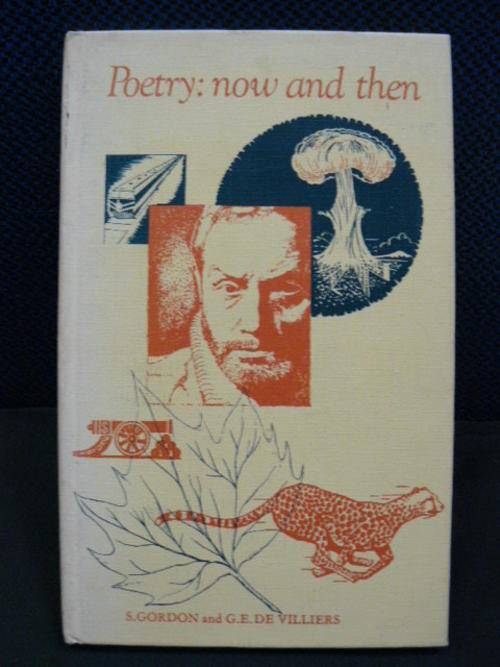 Poetry: now and then
S. GORDON and G. E. DE VILLIERS